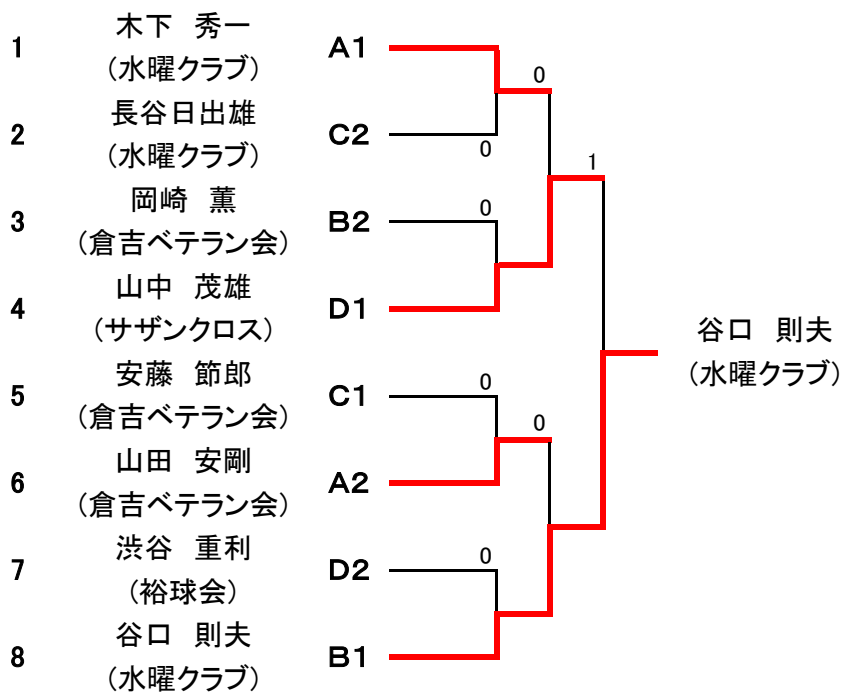 木下　秀一
1
A1
(水曜クラブ)
0
長谷日出雄
2
C2
(水曜クラブ)
0
1
岡崎　薫
0
3
B2
(倉吉ベテラン会)
山中　茂雄
4
D1
(サザンクロス)
谷口　則夫
(水曜クラブ)
安藤　節郎
0
5
C1
(倉吉ベテラン会)
0
山田　安剛
6
A2
(倉吉ベテラン会)
渋谷　重利
0
7
D2
(裕球会)
谷口　則夫
8
B1
(水曜クラブ)